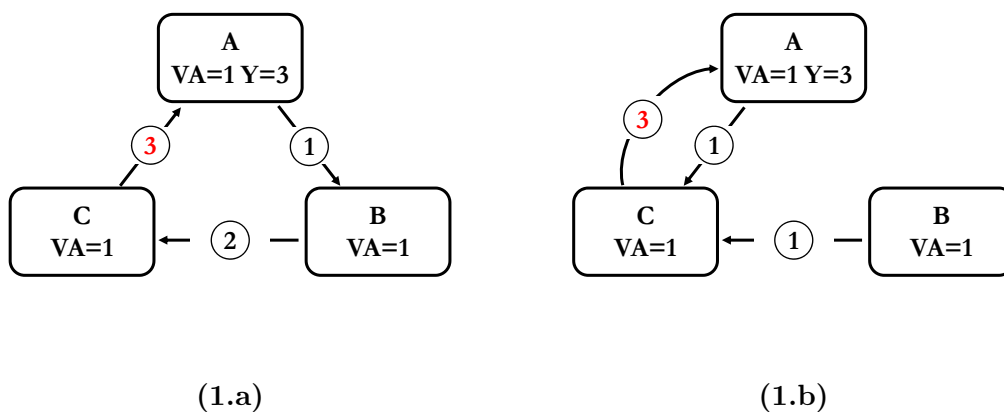 A
VA=1 Y=3
3
1
C
VA=1
2
B
VA=1
(1.a)
A
VA=1 Y=3
3
1
C
VA=1
1
B
VA=1
(1.b)